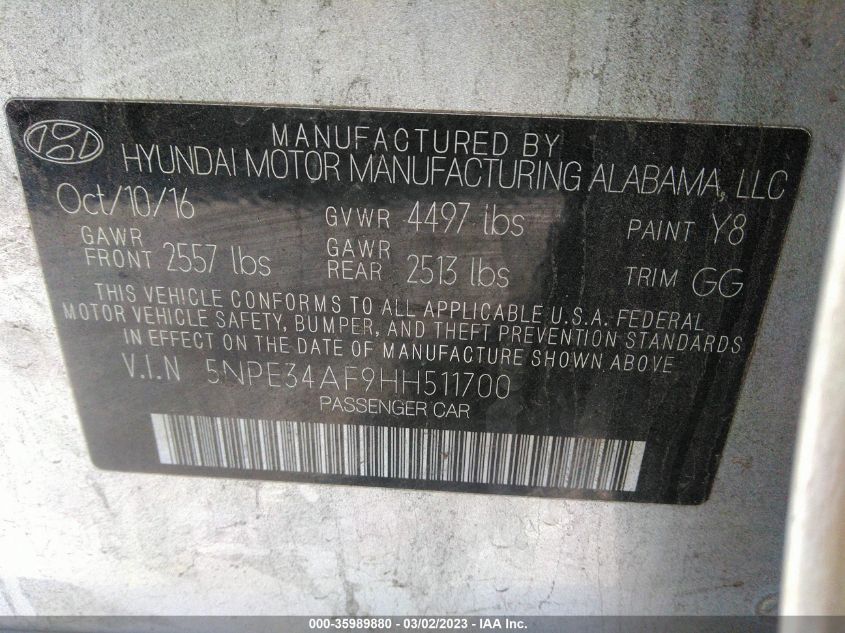 MANUFACTURED BY
HYUNDAI MOTOR MANUFACTURING ALABAMA, LLC
Oct/10/16 GVWR 4497 lbs PAINT Y8
GAWR FRONT 2557 lbs GAWR REAR 2513 lbs TRIM GG
THIS VEHICLE CONFORMS TO ALL APPLICABLE U.S.A. FEDERAL
MOTOR VEHICLE SAFETY, BUMPER, AND THEFT PREVENTION STANDARDS
IN EFFECT ON THE DATE OF MANUFACTURE SHOWN ABOVE
V.I.N 5NPE34AF9HH511700
PASSENGER CAR
000-35989880 - 03/02/2023 - IAA Inc.